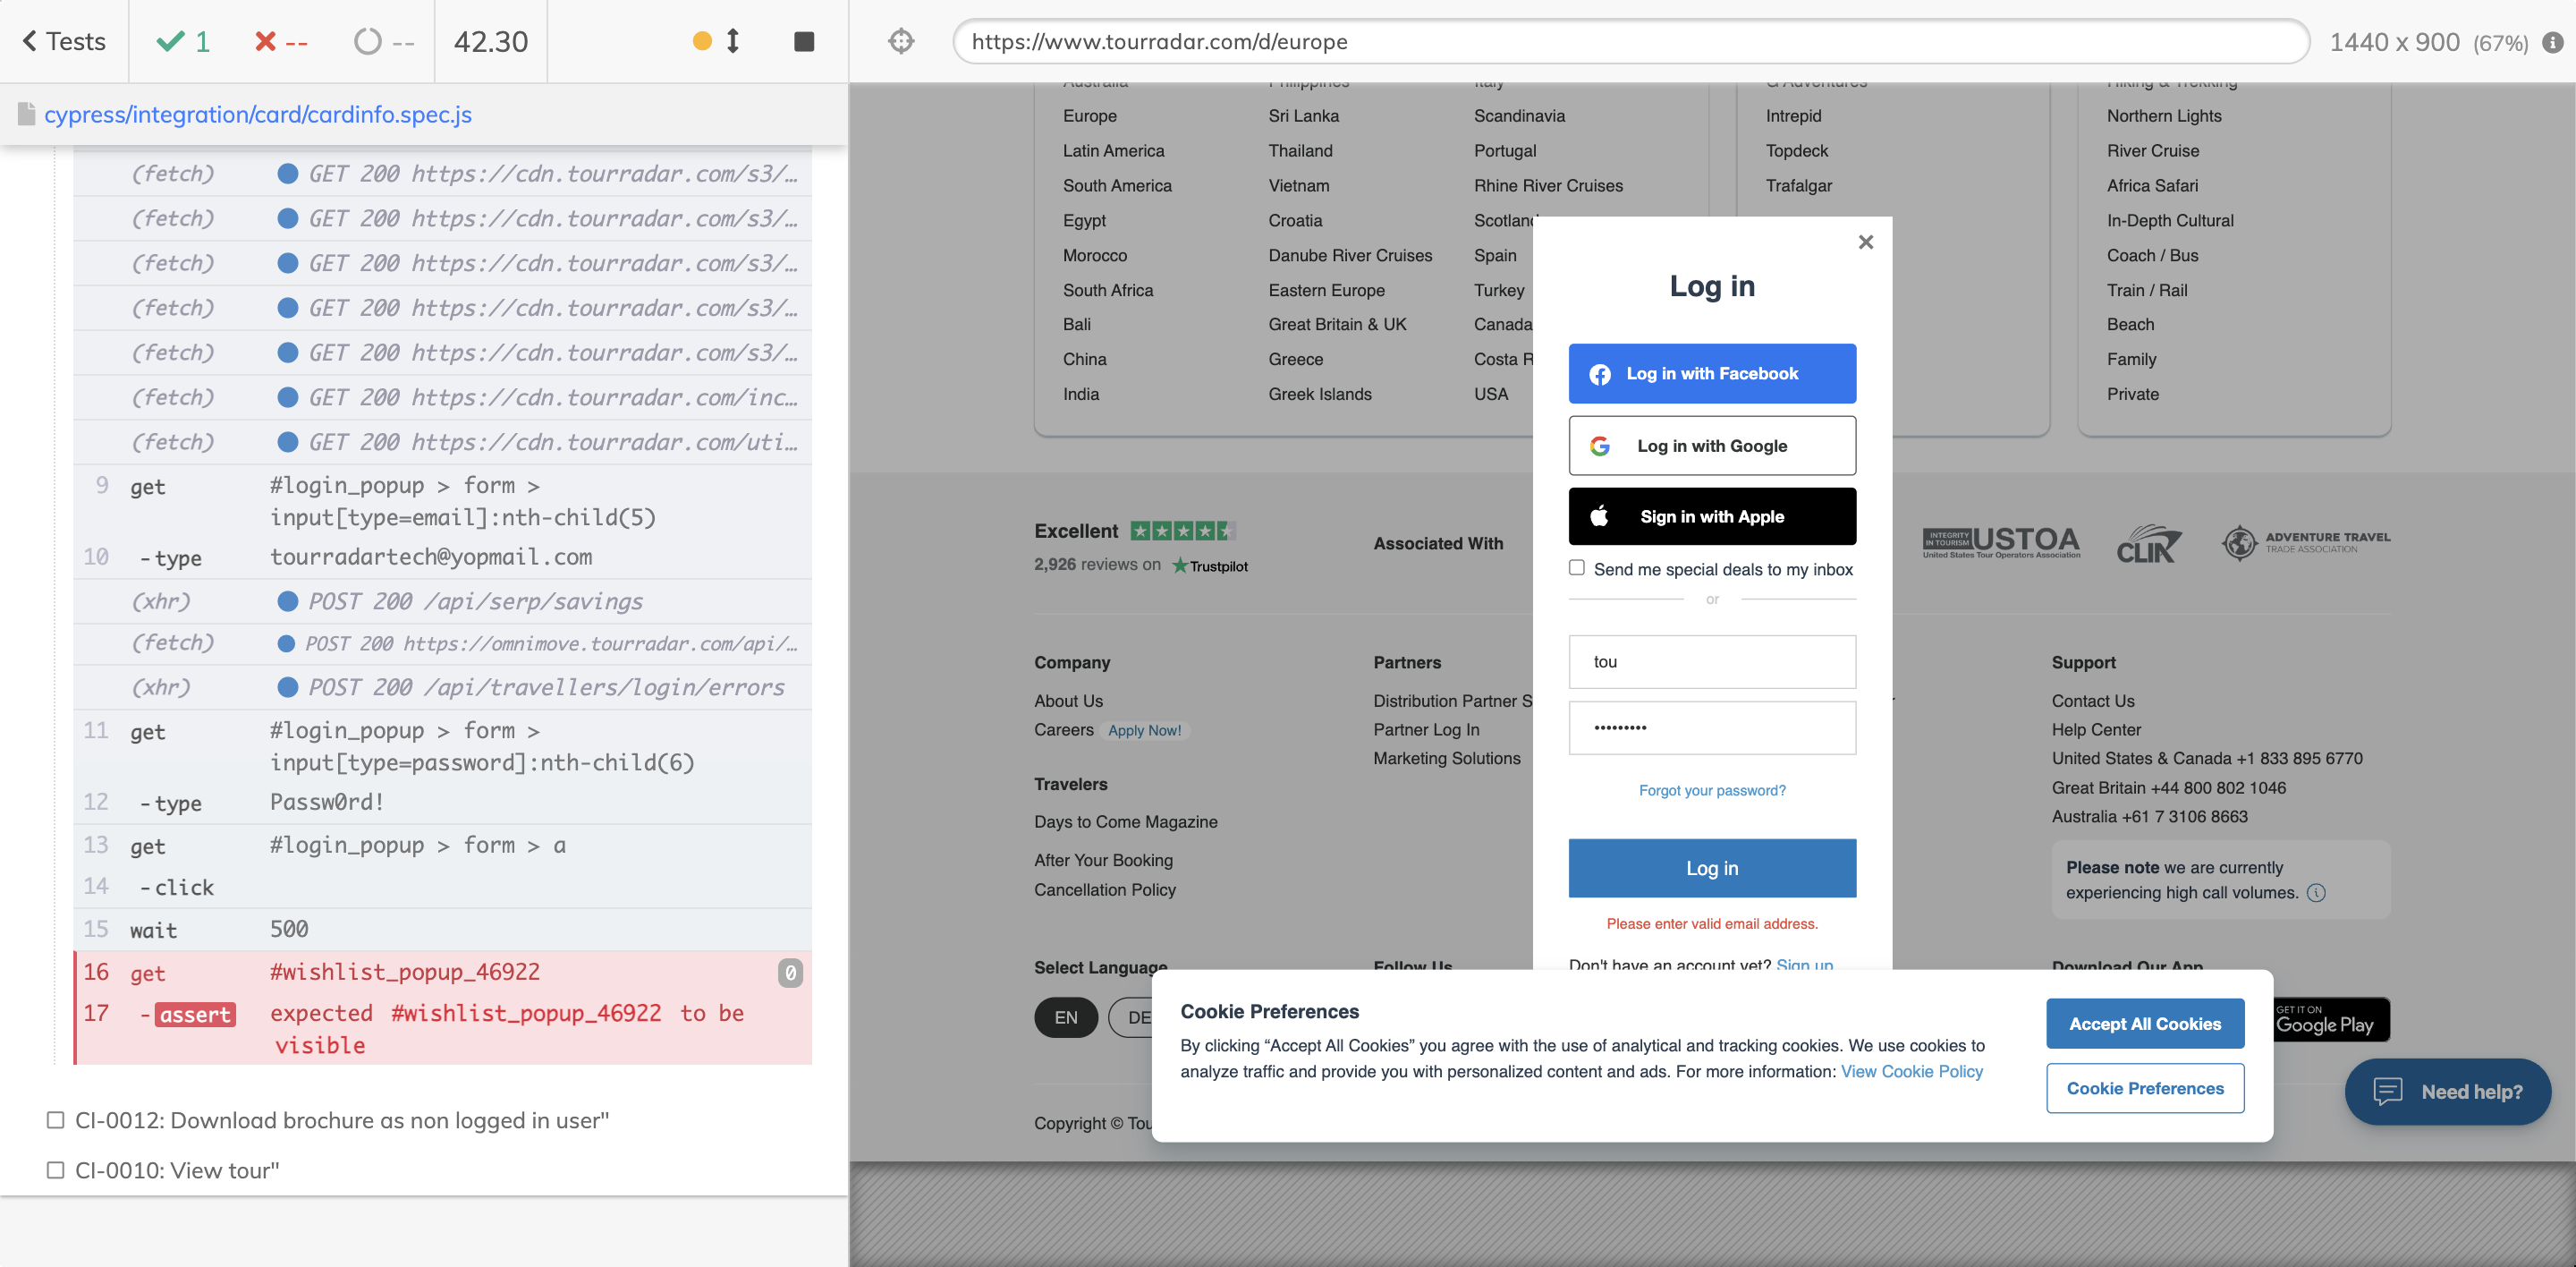 Tests
1
--
--
42.30
https://www.tourradar.com/d/europe
1440 x 900 (67%)
cypress/integration/card/cardinfo.spec.js
(fetch) GET 200 https://cdn.tourradar.com/s3/…
(fetch) GET 200 https://cdn.tourradar.com/s3/…
(fetch) GET 200 https://cdn.tourradar.com/s3/…
(fetch) GET 200 https://cdn.tourradar.com/s3/…
(fetch) GET 200 https://cdn.tourradar.com/s3/…
(fetch) GET 200 https://cdn.tourradar.com/inc…
(fetch) GET 200 https://cdn.tourradar.com/uti…
9 get #login_popup > form >
input[type=email]:nth-child(5)
10 -type tourradartech@yopmail.com
(xhr) POST 200 /api/serp/savings
(fetch) POST 200 https://omnimove.tourradar.com/api/…
(xhr) POST 200 /api/travellers/login/errors
11 get #login_popup > form >
input[type=password]:nth-child(6)
12 -type Passw0rd!
13 get #login_popup > form > a
14 -click
15 wait 500
16 get #wishlist_popup_46922 0
17 -assert expected #wishlist_popup_46922 to be
visible
CI-0012: Download brochure as non logged in user"
CI-0010: View tour"
Australia
Europe
Latin America
South America
Egypt
Morocco
South Africa
Bali
China
India
Philippines
Sri Lanka
Thailand
Vietnam
Croatia
Danube River Cruises
Eastern Europe
Great Britain & UK
Greece
Greek Islands
Italy
Scandinavia
Portugal
Rhine River Cruises
Scotland
Spain
Turkey
Canada
Costa R
USA
G Adventures
Intrepid
Topdeck
Trafalgar
Hiking & Trekking
Northern Lights
River Cruise
Africa Safari
In-Depth Cultural
Coach / Bus
Train / Rail
Beach
Family
Private
Log in
Log in with Facebook
Log in with Google
Sign in with Apple
Send me special deals to my inbox
or
tou
•••••••••
Forgot your password?
Log in
Please enter valid email address.
Don't have an account yet? Sign up
Excellent
2,926 reviews on Trustpilot
Associated With
INTEGRITY IN TOURISM USTOA
United States Tour Operators Association
CLIA
ADVENTURE TRAVEL
TRADE ASSOCIATION
Company
About Us
Careers Apply Now!
Travelers
Days to Come Magazine
After Your Booking
Cancellation Policy
Partners
Distribution Partner S
Partner Log In
Marketing Solutions
Support
Contact Us
Help Center
United States & Canada +1 833 895 6770
Great Britain +44 800 802 1046
Australia +61 7 3106 8663
Please note we are currently
experiencing high call volumes.
Select Language
EN
DE
Follow Us
Download Our App
GET IT ON
Google Play
Cookie Preferences
By clicking “Accept All Cookies” you agree with the use of analytical and tracking cookies. We use cookies to
analyze traffic and provide you with personalized content and ads. For more information: View Cookie Policy
Accept All Cookies
Cookie Preferences
Need help?
Copyright © Tou